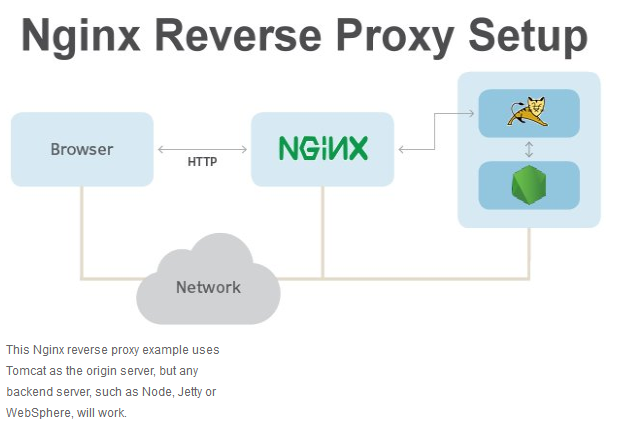 Nginx Reverse Proxy Setup
Browser
HTTP
NGiNX
Network
This Nginx reverse proxy example uses
Tomcat as the origin server, but any
backend server, such as Node, Jetty or
WebSphere, will work.